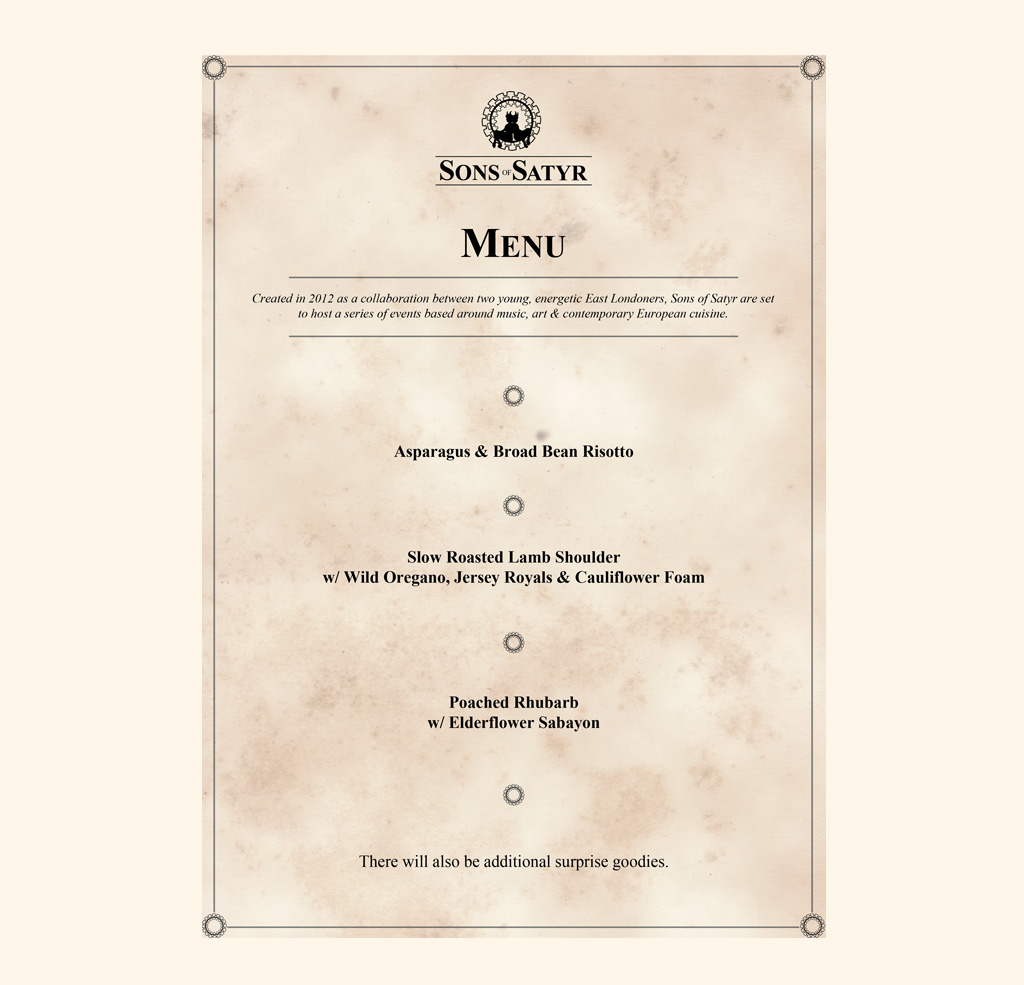 SONS OF SATYR
MENU
Created in 2012 as a collaboration between two young, energetic East Londoners, Sons of Satyr are set
to host a series of events based around music, art & contemporary European cuisine.
Asparagus & Broad Bean Risotto
Slow Roasted Lamb Shoulder
w/ Wild Oregano, Jersey Royals & Cauliflower Foam
Poached Rhubarb
w/ Elderflower Sabayon
There will also be additional surprise goodies.